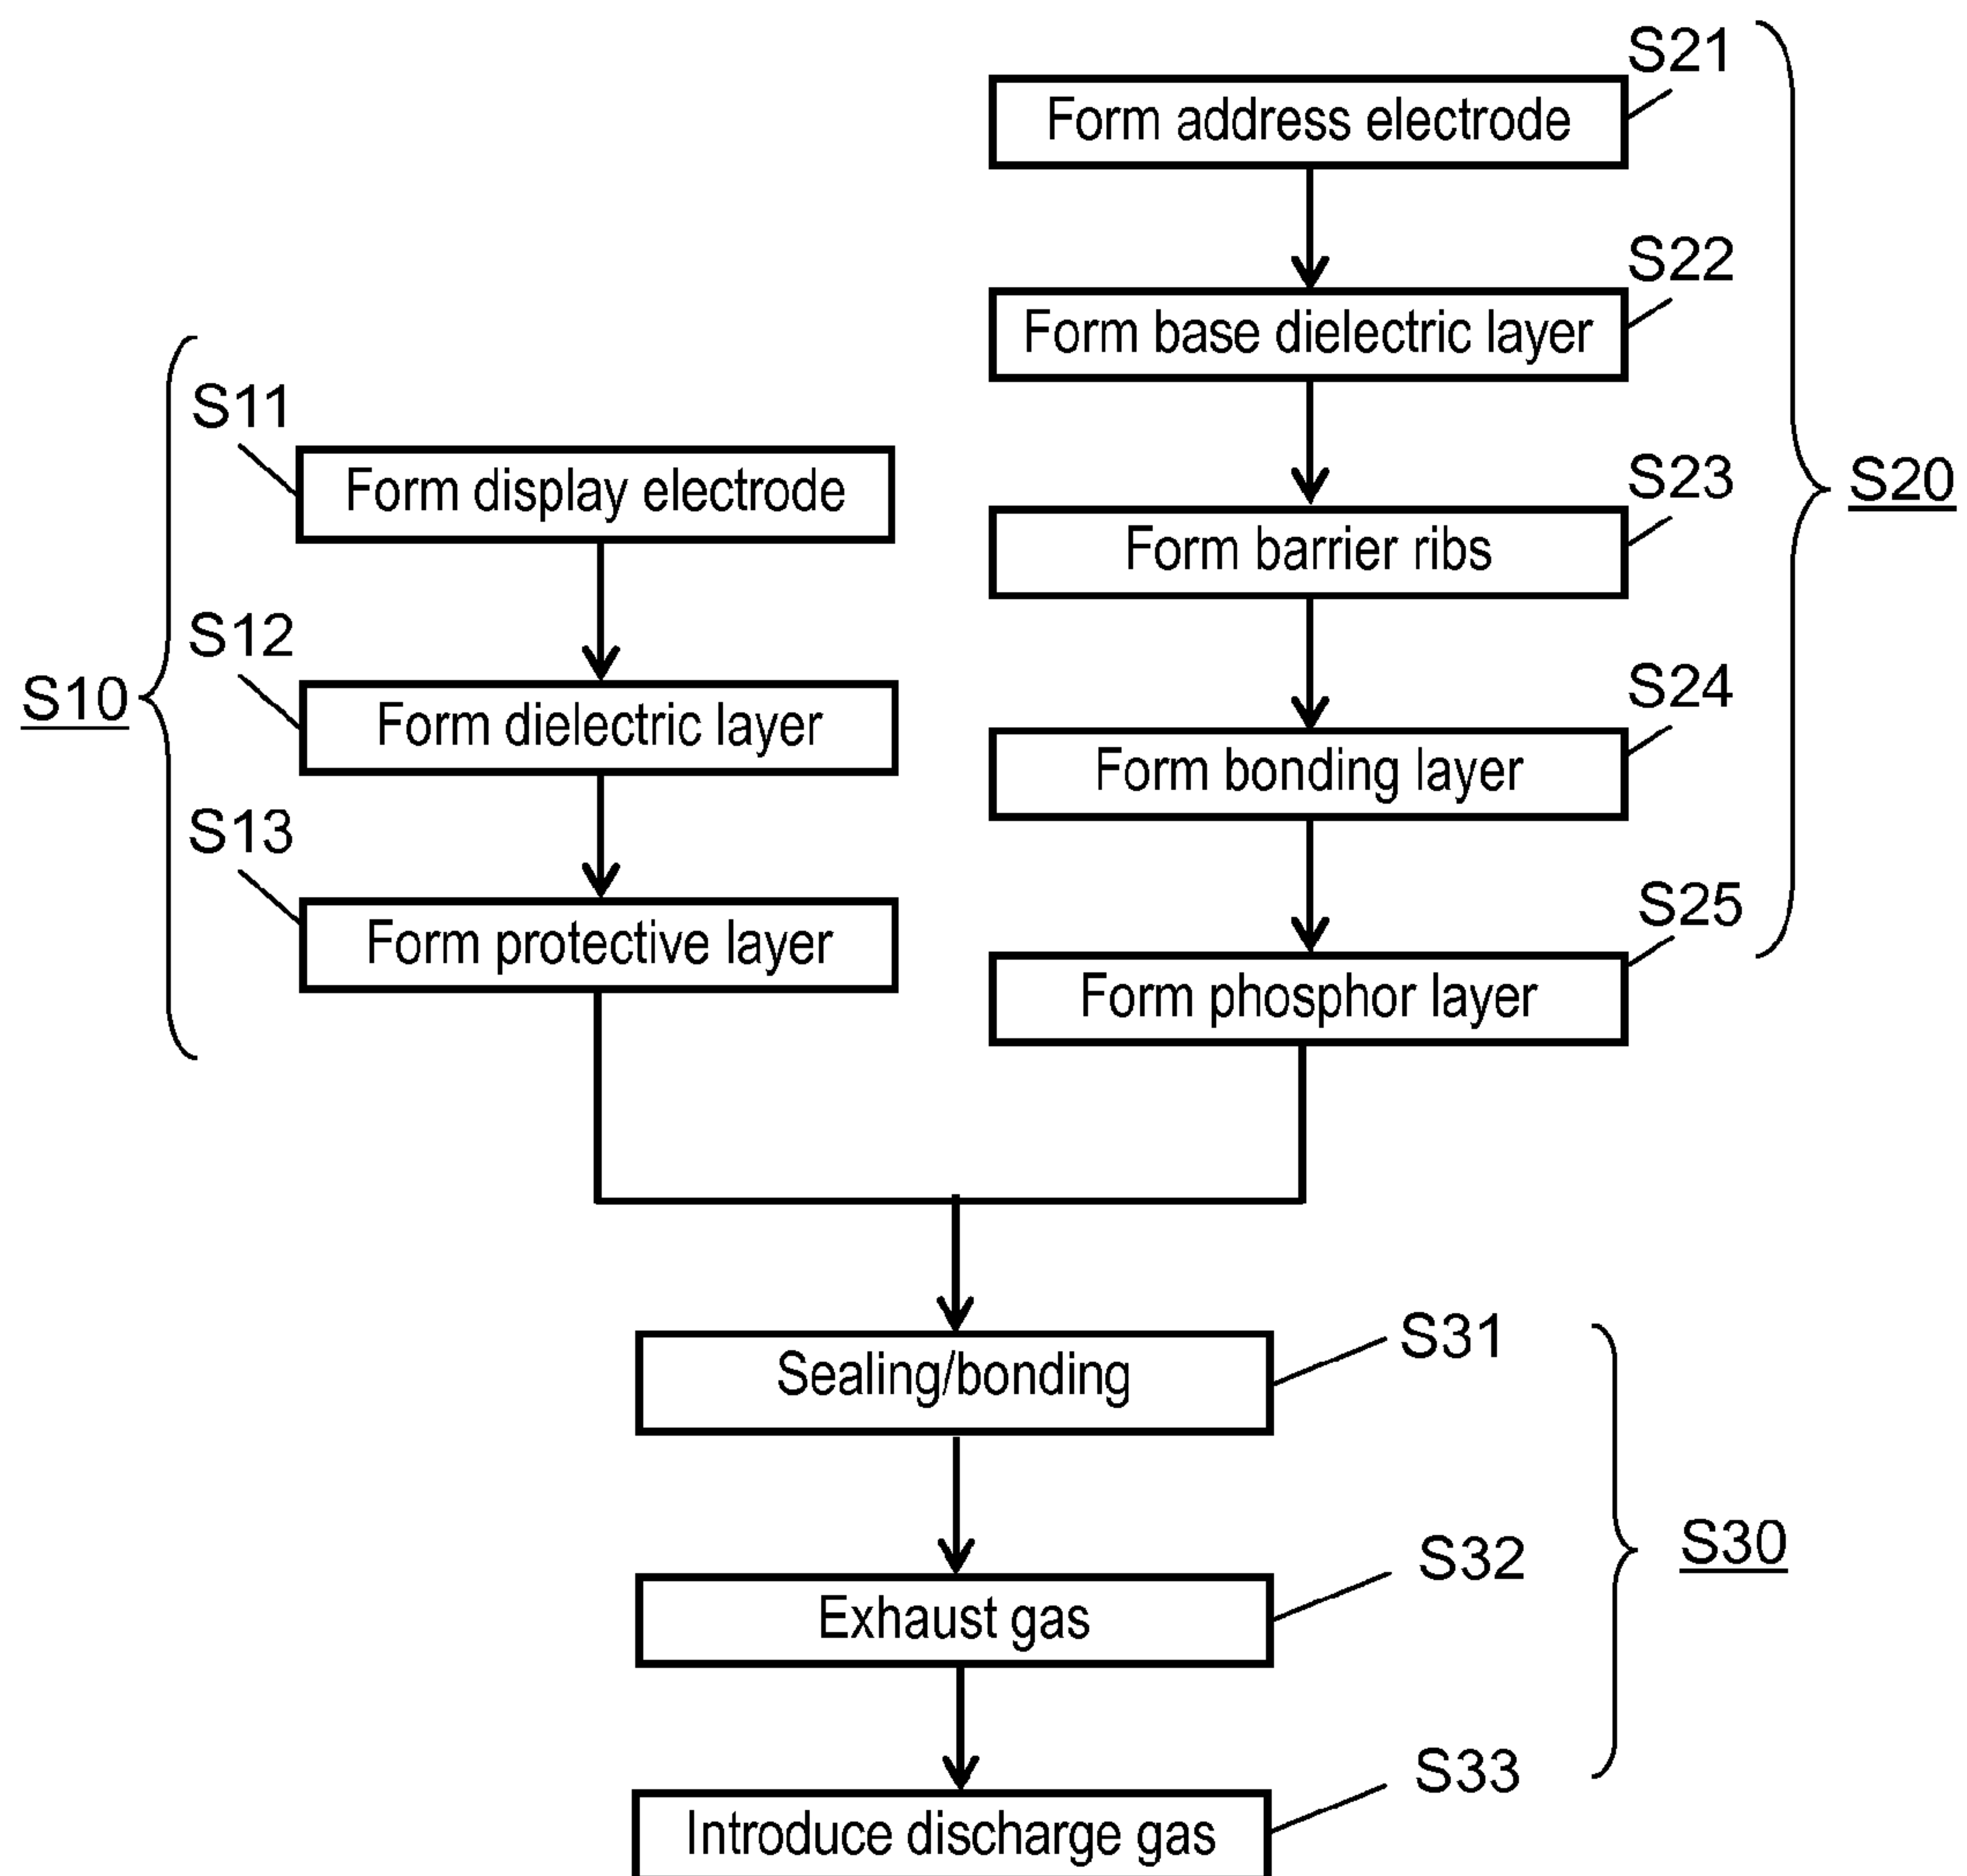 S10
S11
Form display electrode
S12
Form dielectric layer
S13
Form protective layer
S20
S21
Form address electrode
S22
Form base dielectric layer
S23
Form barrier ribs
S24
Form bonding layer
S25
Form phosphor layer
S30
S31
Sealing/bonding
S32
Exhaust gas
S33
Introduce discharge gas